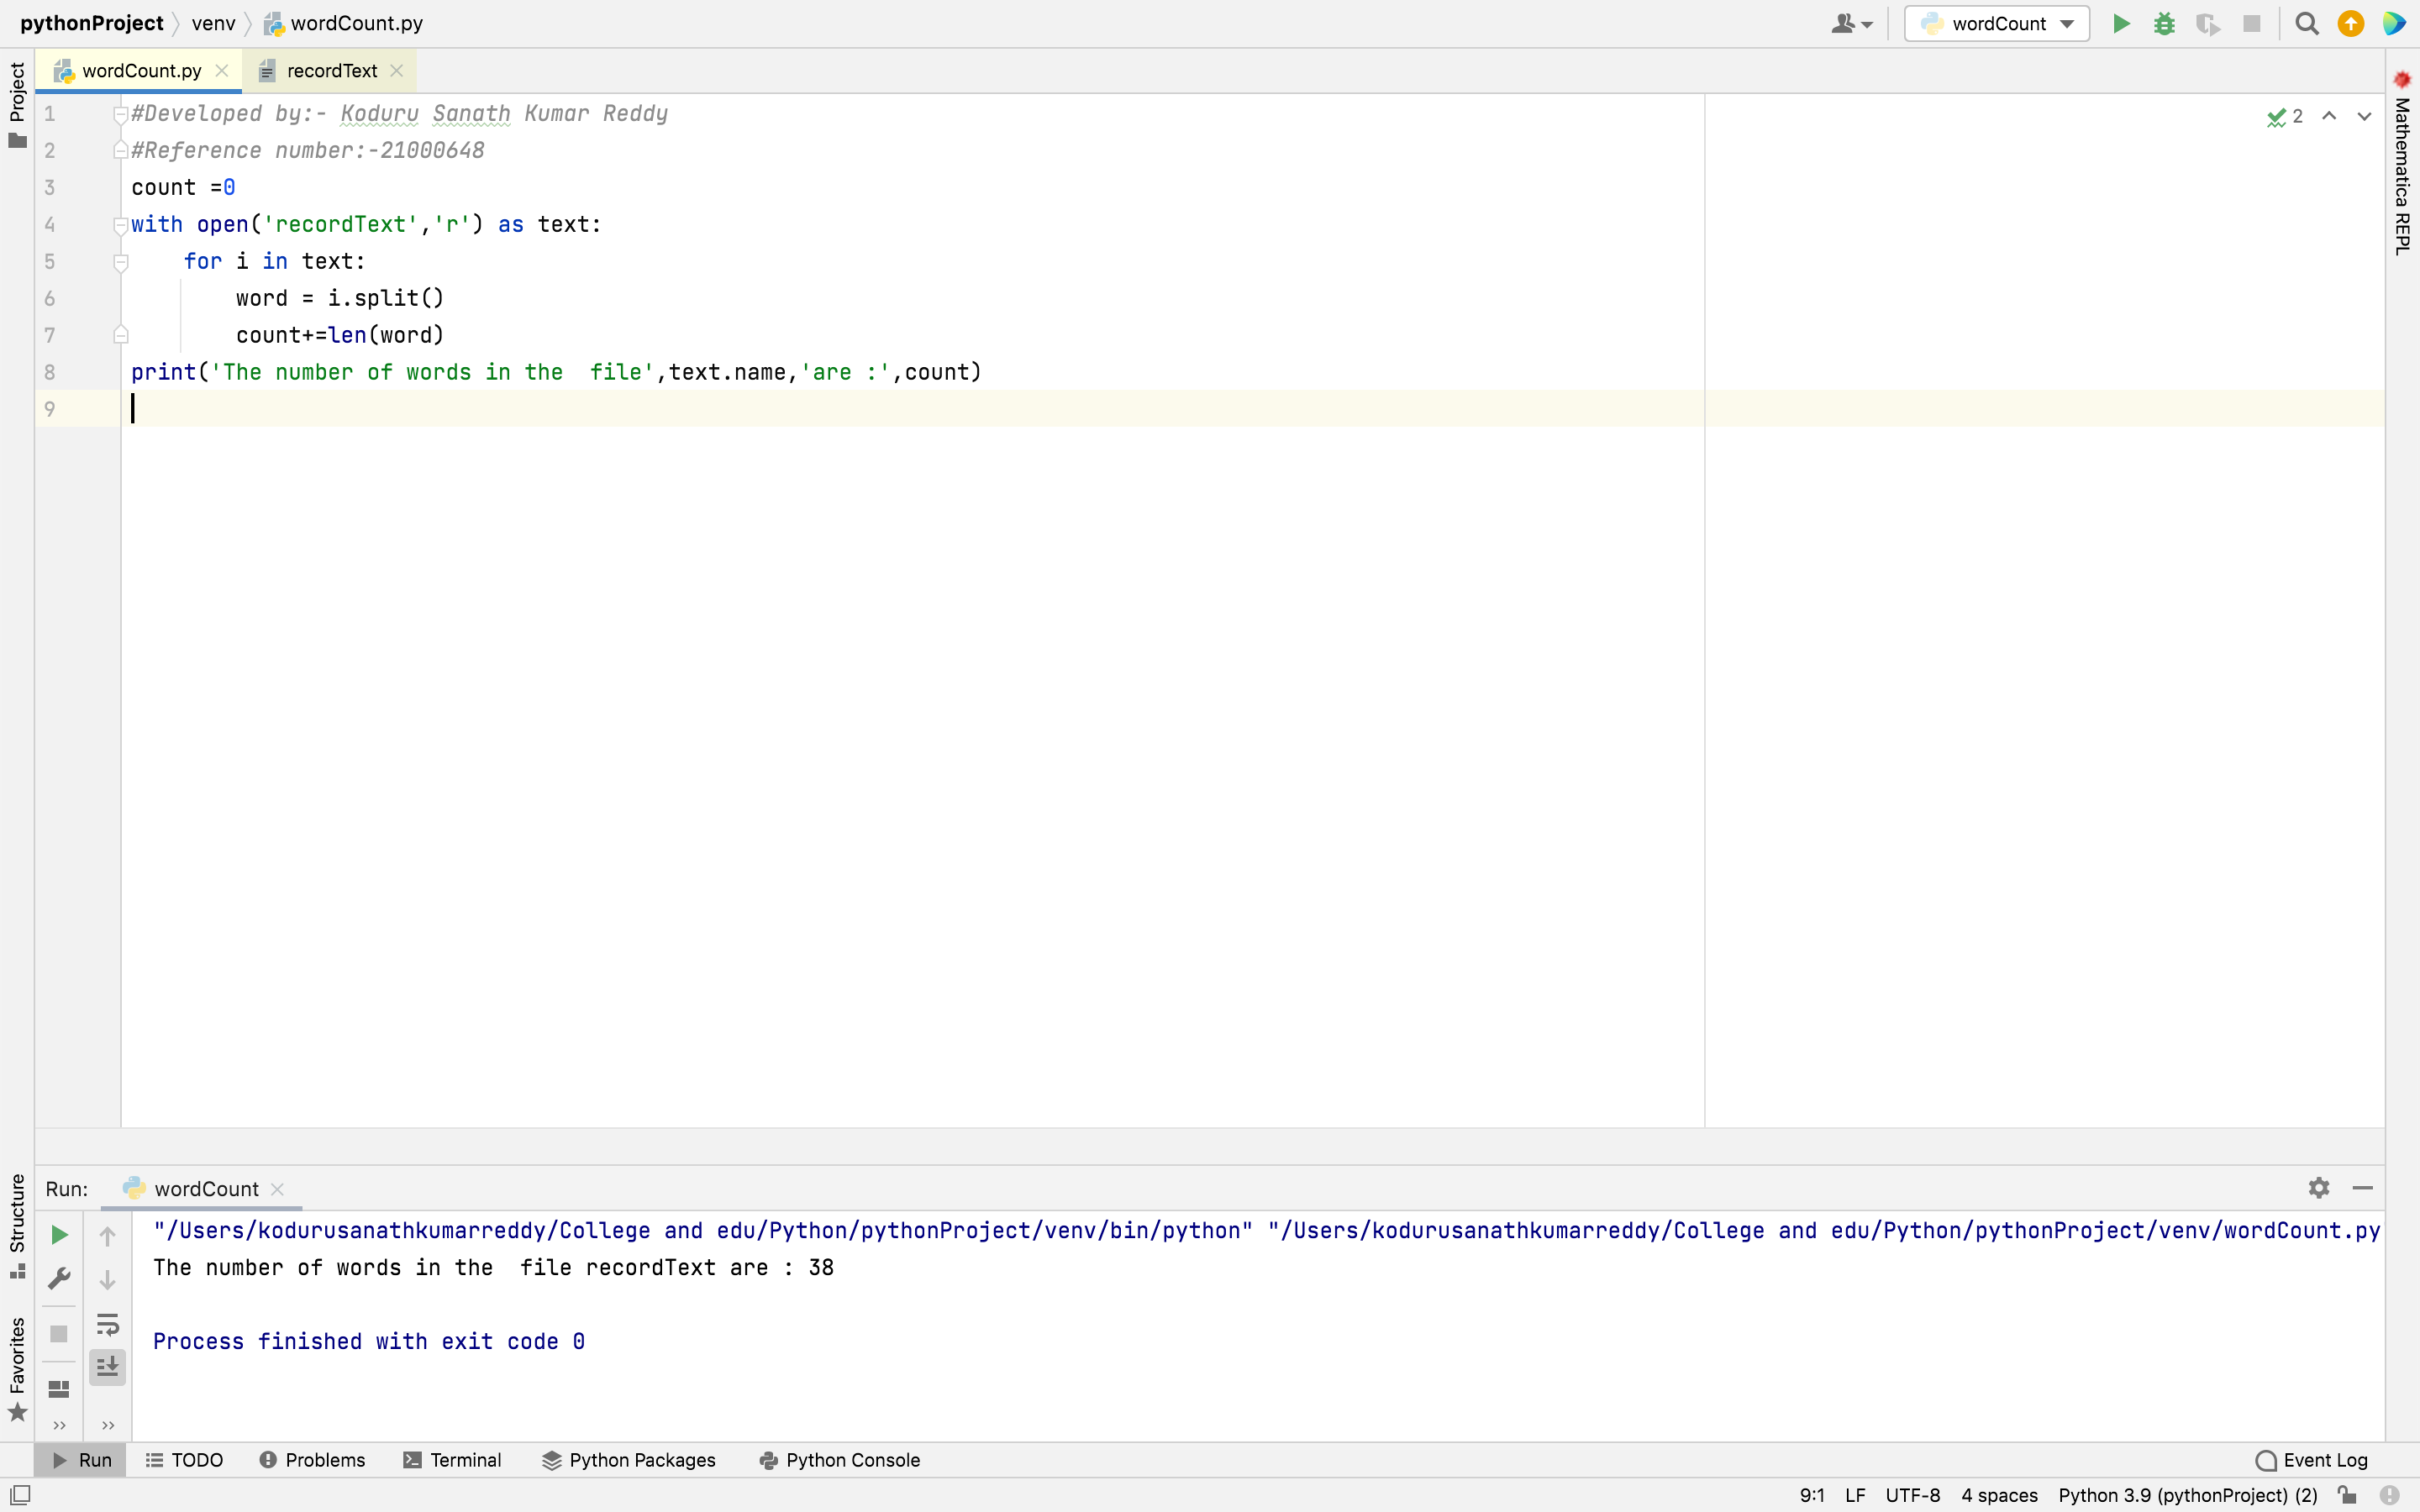 pythonProject venv wordCount.py wordCount
Project
wordCount.py recordText
Mathematica REPL
1 #Developed by:- Koduru Sanath Kumar Reddy 2
2 #Reference number:-21000648
3 count =0
4 with open('recordText','r') as text:
5 for i in text:
6 word = i.split()
7 count+=len(word)
8 print('The number of words in the  file',text.name,'are :',count)
9
Structure
Favorites
Run: wordCount
"/Users/kodurusanathkumarreddy/College and edu/Python/pythonProject/venv/bin/python" "/Users/kodurusanathkumarreddy/College and edu/Python/pythonProject/venv/wordCount.py
The number of words in the  file recordText are : 38
Process finished with exit code 0
Run TODO Problems Terminal Python Packages Python Console Event Log
9:1 LF UTF-8 4 spaces Python 3.9 (pythonProject) (2)